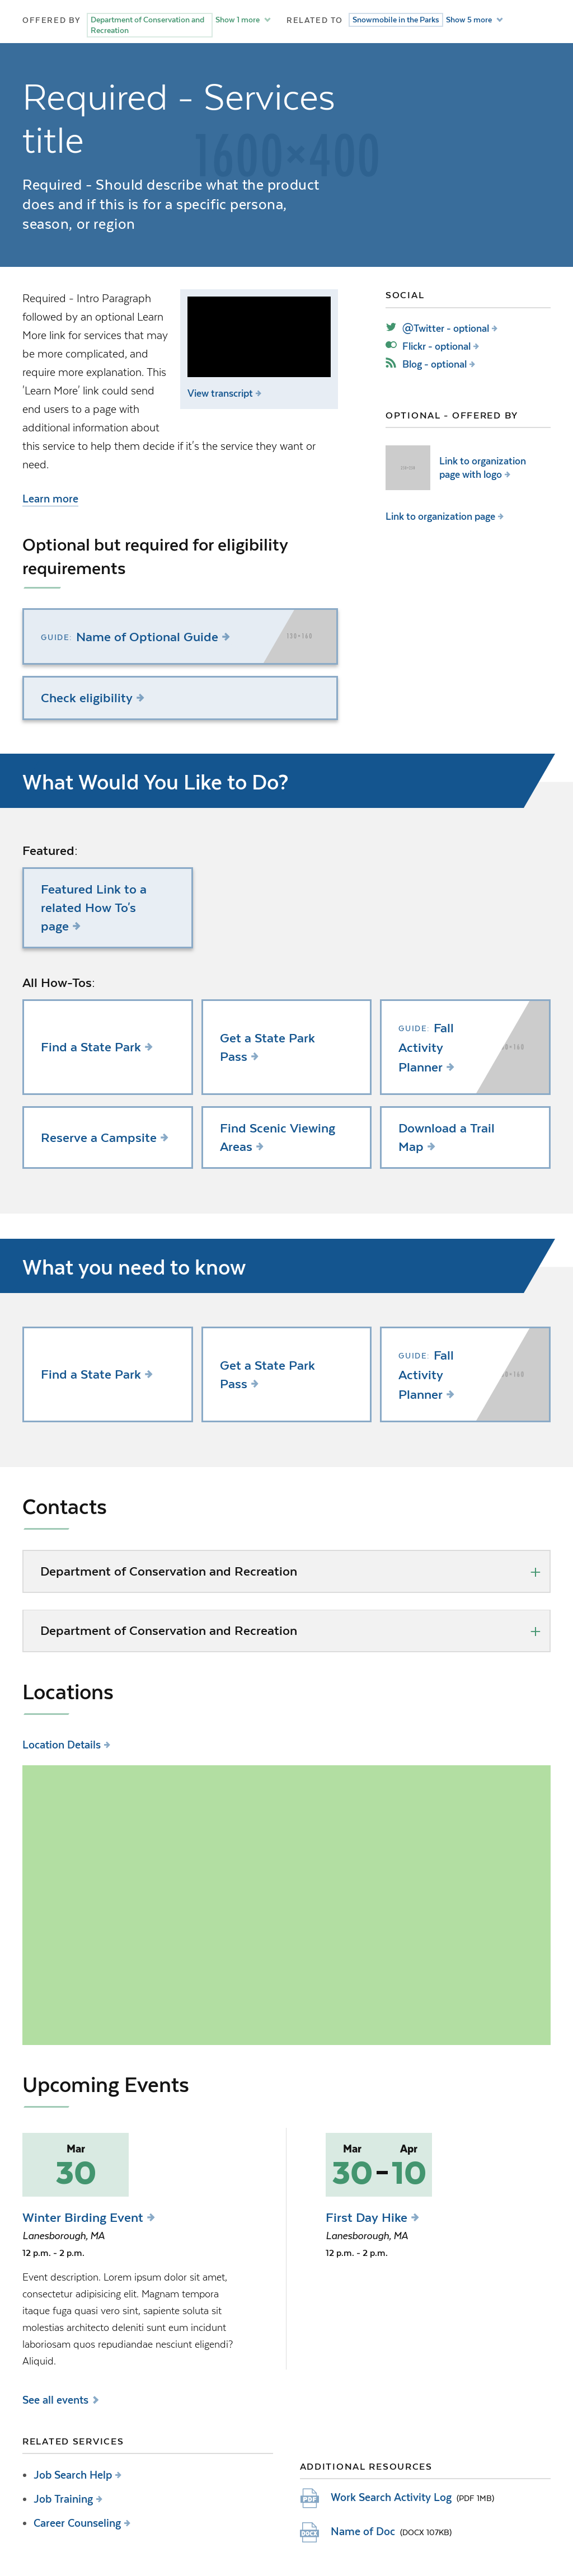 OFFERED BY
Department of Conservation and
Recreation
Show 1 more
RELATED TO
Snowmobile in the Parks
Show 5 more
Required - Services
title
1600×400
Required - Should describe what the product
does and if this is for a specific persona,
season, or region
Required - Intro Paragraph
followed by an optional Learn
More link for services that may
be more complicated, and
require more explanation. This
'Learn More' link could send
end users to a page with
additional information about
this service to help them decide if it's the service they want or
need.
View transcript
Learn more
SOCIAL
@Twitter - optional
Flickr - optional
Blog - optional
OPTIONAL - OFFERED BY
Link to organization
page with logo
Link to organization page
Optional but required for eligibility
requirements
GUIDE: Name of Optional Guide
130×160
Check eligibility
What Would You Like to Do?
Featured:
Featured Link to a
related How To's
page
All How-Tos:
Find a State Park
Get a State Park
Pass
GUIDE: Fall
Activity
Planner
0×160
Reserve a Campsite
Find Scenic Viewing
Areas
Download a Trail
Map
What you need to know
Find a State Park
Get a State Park
Pass
GUIDE: Fall
Activity
Planner
0×160
Contacts
Department of Conservation and Recreation
Department of Conservation and Recreation
Locations
Location Details
Upcoming Events
Mar
30
Winter Birding Event
Lanesborough, MA
12 p.m. - 2 p.m.
Event description. Lorem ipsum dolor sit amet,
consectetur adipisicing elit. Magnam tempora
itaque fuga quasi vero sint, sapiente soluta sit
molestias architecto deleniti sunt eum incidunt
laboriosam quos repudiandae nesciunt eligendi?
Aliquid.
Mar Apr
30-10
First Day Hike
Lanesborough, MA
12 p.m. - 2 p.m.
See all events
RELATED SERVICES
Job Search Help
Job Training
Career Counseling
ADDITIONAL RESOURCES
PDF
Work Search Activity Log (PDF 1MB)
DOCX
Name of Doc (DOCX 107KB)